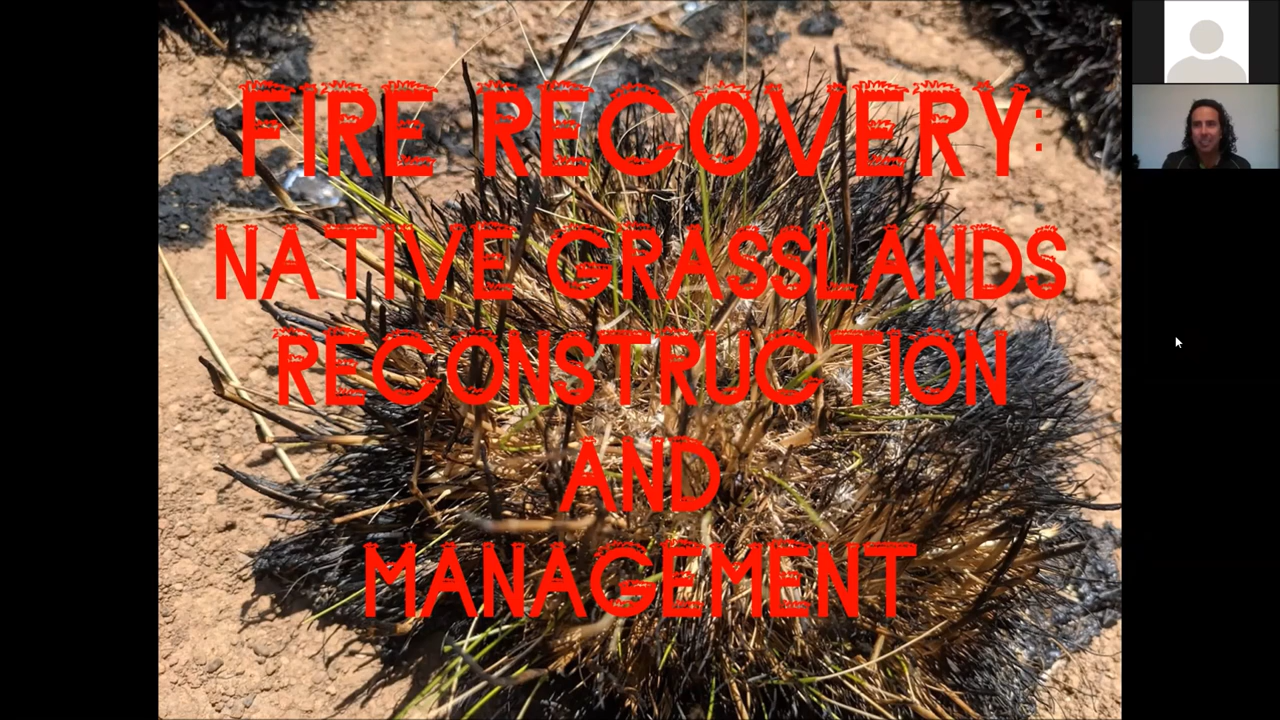 FIRE RECOVERY:
NATIVE GRASSLANDS
RECONSTRUCTION
AND
MANAGEMENT